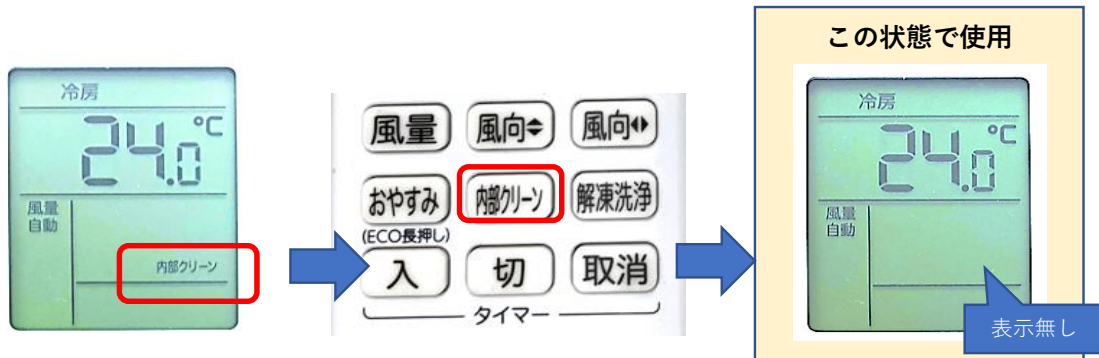 この状態で使用
冷房
24.0℃
風量
自動
内部クリーン
風量 風向 風向
おやすみ 内部クリーン 解凍洗浄
(ECO長押し)
入 切 取消
タイマー
冷房
24.0℃
風量
自動
表示無し